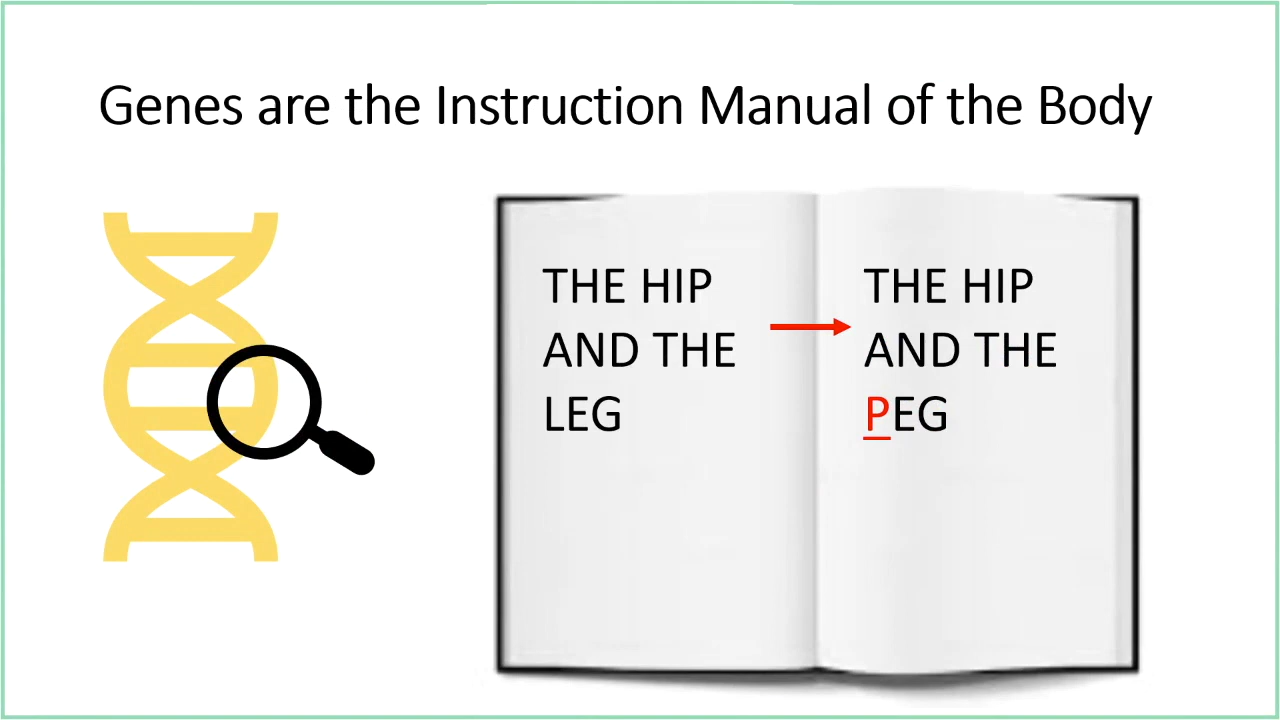 Genes are the Instruction Manual of the Body
THE HIP
AND THE
LEG
THE HIP
AND THE
PEG